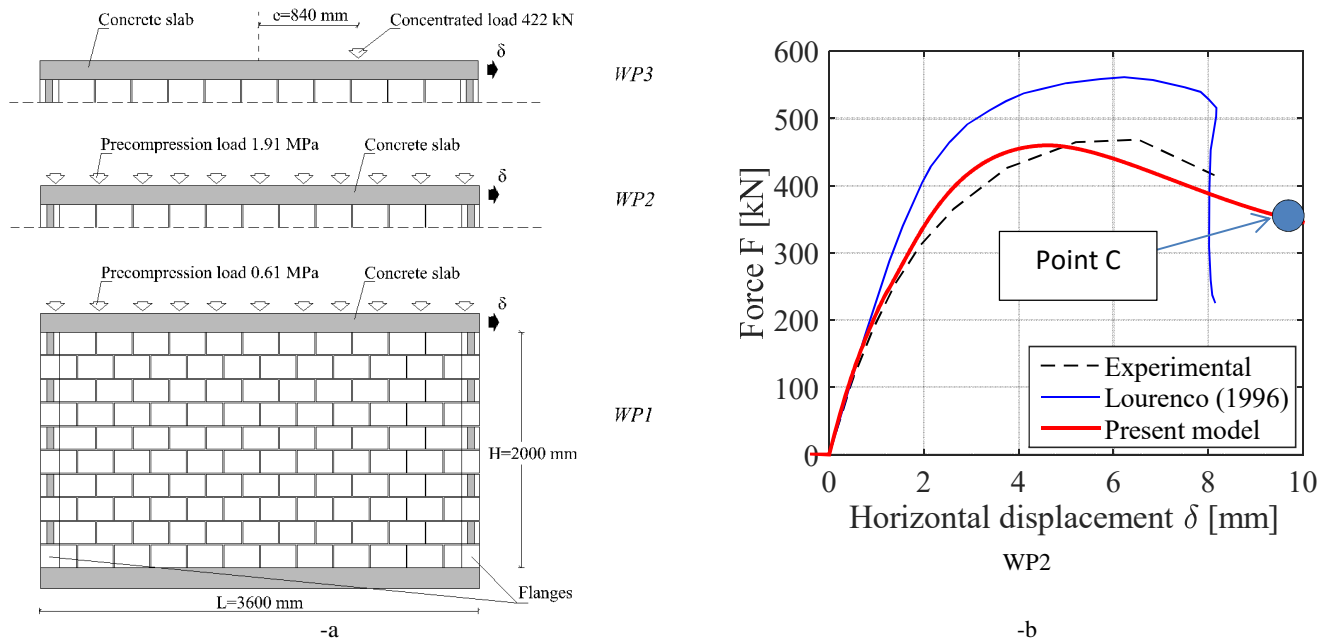 Concrete slab
e=840 mm
Concentrated load 422 kN
δ
WP3
Precompression load 1.91 MPa
Concrete slab
δ
WP2
Precompression load 0.61 MPa
Concrete slab
δ
WP1
H=2000 mm
Flanges
L=3600 mm
-a
600
500
400
300
200
100
0
Force F [kN]
Point C
Experimental
Lourenco (1996)
Present model
0 2 4 6 8 10
Horizontal displacement δ [mm]
WP2
-b